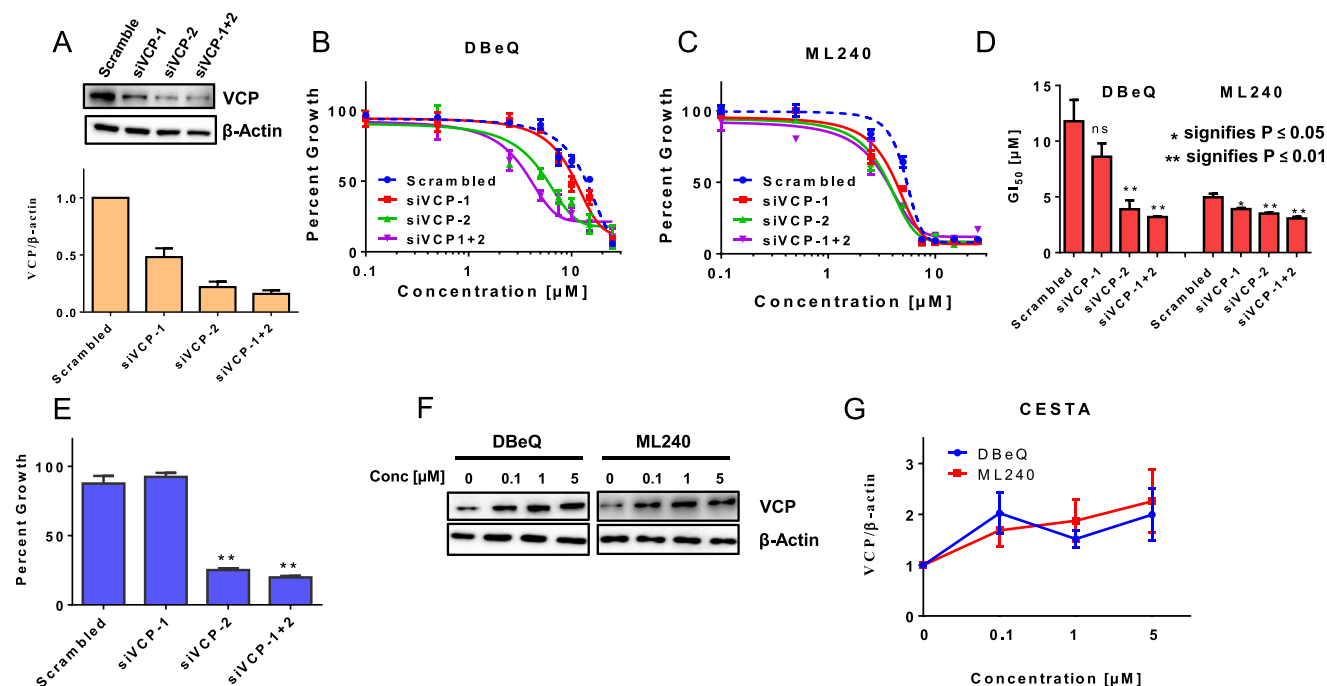 A
Scramble
siVCP-1
siVCP-2
siVCP-1+2
VCP
β-Actin
VCP/β-actin
1.0
0.5
0.0
Scrambled
siVCP-1
siVCP-2
siVCP-1+2
B
DBeQ
Percent Growth
100
50
0
Scrambled
siVCP-1
siVCP-2
siVCP1+2
0.1 1 10
Concentration [µM]
C
ML240
Percent Growth
100
50
0
Scrambled
siVCP-1
siVCP-2
siVCP-1+2
0.1 1 10
Concentration [µM]
D
DBeQ ML240
* signifies P ≤ 0.05
** signifies P ≤ 0.01
GI50 [µM]
15
10
5
0
ns
**
**
*
**
**
Scrambled
siVCP-1
siVCP-2
siVCP-1+2
Scrambled
siVCP-1
siVCP-2
siVCP-1+2
E
Percent Growth
100
50
0
**
**
Scrambled
siVCP-1
siVCP-2
siVCP-1+2
F
DBeQ ML240
Conc [µM] 0 0.1 1 5 0 0.1 1 5
VCP
β-Actin
G
CESTA
DBeQ
ML240
VCP/β-actin
3
2
1
0
0 0.1 1 5
Concentration [µM]